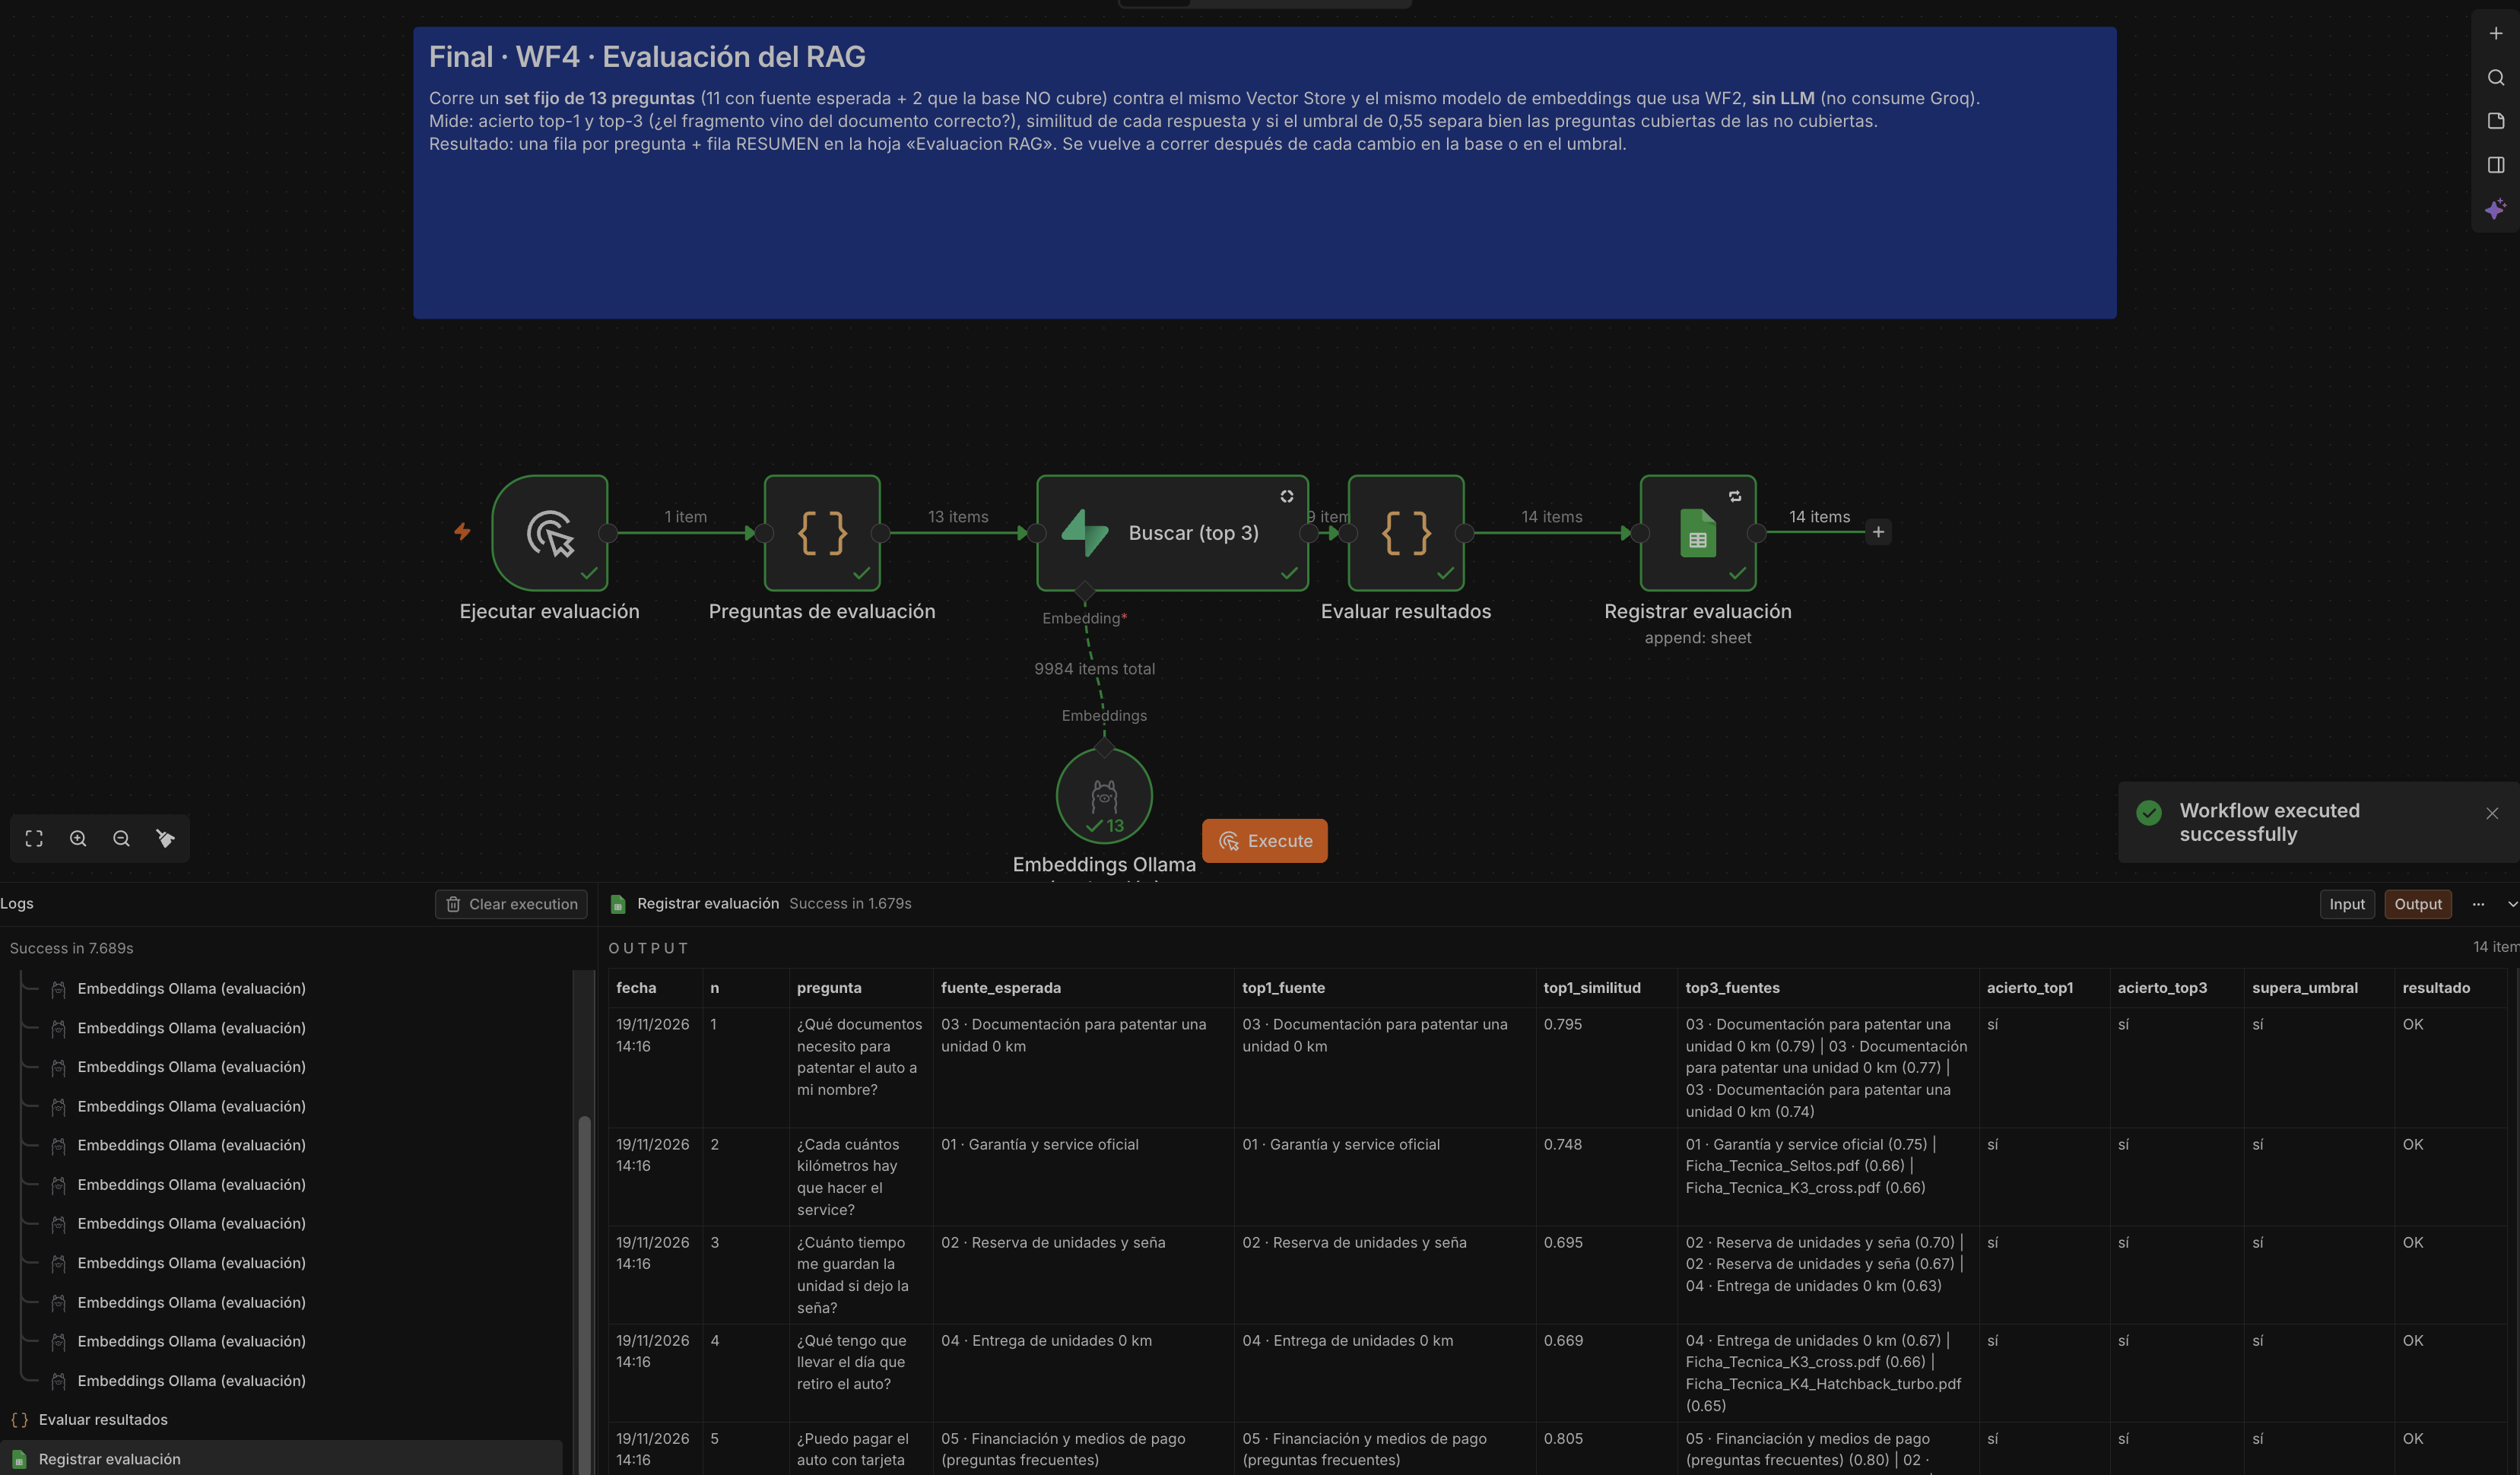 Final · WF4 · Evaluación del RAG
Corre un set fijo de 13 preguntas (11 con fuente esperada + 2 que la base NO cubre) contra el mismo Vector Store y el mismo modelo de embeddings que usa WF2, sin LLM (no consume Groq).
Mide: acierto top-1 y top-3 (¿el fragmento vino del documento correcto?), similitud de cada respuesta y si el umbral de 0,55 separa bien las preguntas cubiertas de las no cubiertas.
Resultado: una fila por pregunta + fila RESUMEN en la hoja «Evaluacion RAG». Se vuelve a correr después de cada cambio en la base o en el umbral.
1 item
13 items
9 item
14 items
14 items
Buscar (top 3)
Ejecutar evaluación
Preguntas de evaluación
Evaluar resultados
Registrar evaluación
append: sheet
Embedding*
9984 items total
Embeddings
13
Embeddings Ollama
Execute
Workflow executed
successfully
Logs
Clear execution
Success in 7.689s
Embeddings Ollama (evaluación)
Embeddings Ollama (evaluación)
Embeddings Ollama (evaluación)
Embeddings Ollama (evaluación)
Embeddings Ollama (evaluación)
Embeddings Ollama (evaluación)
Embeddings Ollama (evaluación)
Embeddings Ollama (evaluación)
Embeddings Ollama (evaluación)
Embeddings Ollama (evaluación)
Embeddings Ollama (evaluación)
Evaluar resultados
Registrar evaluación
Registrar evaluación Success in 1.679s
Input
Output
OUTPUT
14 item
fecha n pregunta fuente_esperada top1_fuente top1_similitud top3_fuentes acierto_top1 acierto_top3 supera_umbral resultado
19/11/2026 1 ¿Qué documentos 03 · Documentación para patentar una 03 · Documentación para patentar una 0.795 03 · Documentación para patentar una sí sí sí OK
14:16 necesito para unidad 0 km unidad 0 km unidad 0 km (0.79) | 03 · Documentación
patentar el auto a para patentar una unidad 0 km (0.77) |
mi nombre? 03 · Documentación para patentar una
unidad 0 km (0.74)
19/11/2026 2 ¿Cada cuántos 01 · Garantía y service oficial 01 · Garantía y service oficial 0.748 01 · Garantía y service oficial (0.75) | sí sí sí OK
14:16 kilómetros hay Ficha_Tecnica_Seltos.pdf (0.66) |
que hacer el Ficha_Tecnica_K3_cross.pdf (0.66)
service?
19/11/2026 3 ¿Cuánto tiempo 02 · Reserva de unidades y seña 02 · Reserva de unidades y seña 0.695 02 · Reserva de unidades y seña (0.70) | sí sí sí OK
14:16 me guardan la 02 · Reserva de unidades y seña (0.67) |
unidad si dejo la 04 · Entrega de unidades 0 km (0.63)
seña?
19/11/2026 4 ¿Qué tengo que 04 · Entrega de unidades 0 km 04 · Entrega de unidades 0 km 0.669 04 · Entrega de unidades 0 km (0.67) | sí sí sí OK
14:16 llevar el día que Ficha_Tecnica_K3_cross.pdf (0.66) |
retiro el auto? Ficha_Tecnica_K4_Hatchback_turbo.pdf
(0.65)
19/11/2026 5 ¿Puedo pagar el 05 · Financiación y medios de pago 05 · Financiación y medios de pago 0.805 05 · Financiación y medios de pago sí sí sí OK
14:16 auto con tarjeta (preguntas frecuentes) (preguntas frecuentes) (preguntas frecuentes) (0.80) | 02 ·